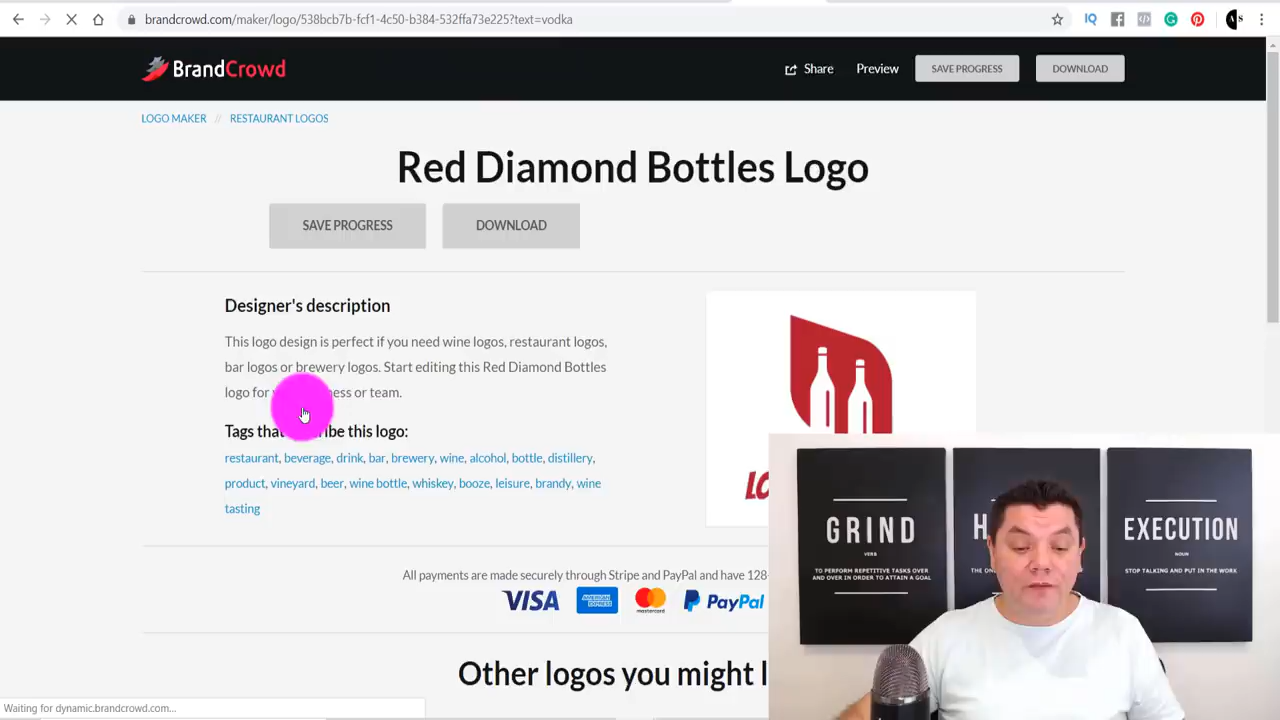 brandcrowd.com/maker/logo/538bcb7b-fcf1-4c50-b384-532ffa73e225?text=vodka
BrandCrowd
Share
Preview
SAVE PROGRESS
DOWNLOAD
LOGO MAKER // RESTAURANT LOGOS
Red Diamond Bottles Logo
SAVE PROGRESS
DOWNLOAD
Designer's description
This logo design is perfect if you need wine logos, restaurant logos,
bar logos or brewery logos. Start editing this Red Diamond Bottles
logo for or team.
Tags this logo:
restaurant, beverage, drink, bar, brewery, wine, alcohol, bottle, distillery,
product, vineyard, beer, wine bottle, whiskey, booze, leisure, brandy, wine
tasting
All payments are made securely through Stripe and PayPal and have 128-
VISA
AMERICAN EXPRESS
mastercard
PayPal
Other logos you might l
GRIND
VERB
TO PERFORM REPETITIVE TASKS OVER
AND OVER IN ORDER TO ATTAIN A GOAL
EXECUTION
NOUN
STOP TALKING AND PUT IN THE WORK
Waiting for dynamic.brandcrowd.com...